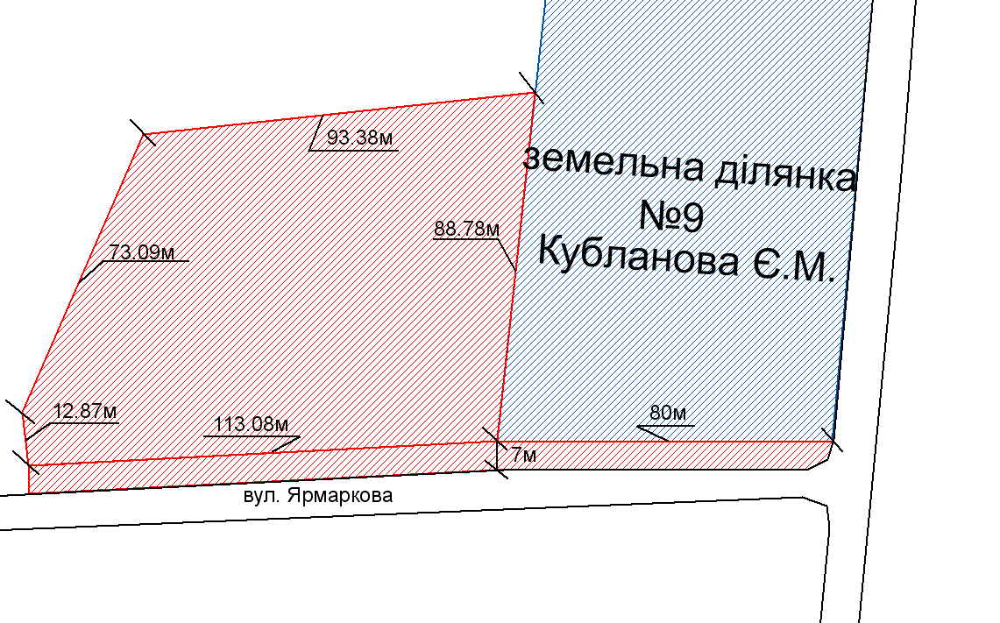 93.38м
земельна ділянка
№9
88.78м
Кубланова Є.М.
73.09м
12.87м
113.08м
80м
7м
вул. Ярмаркова